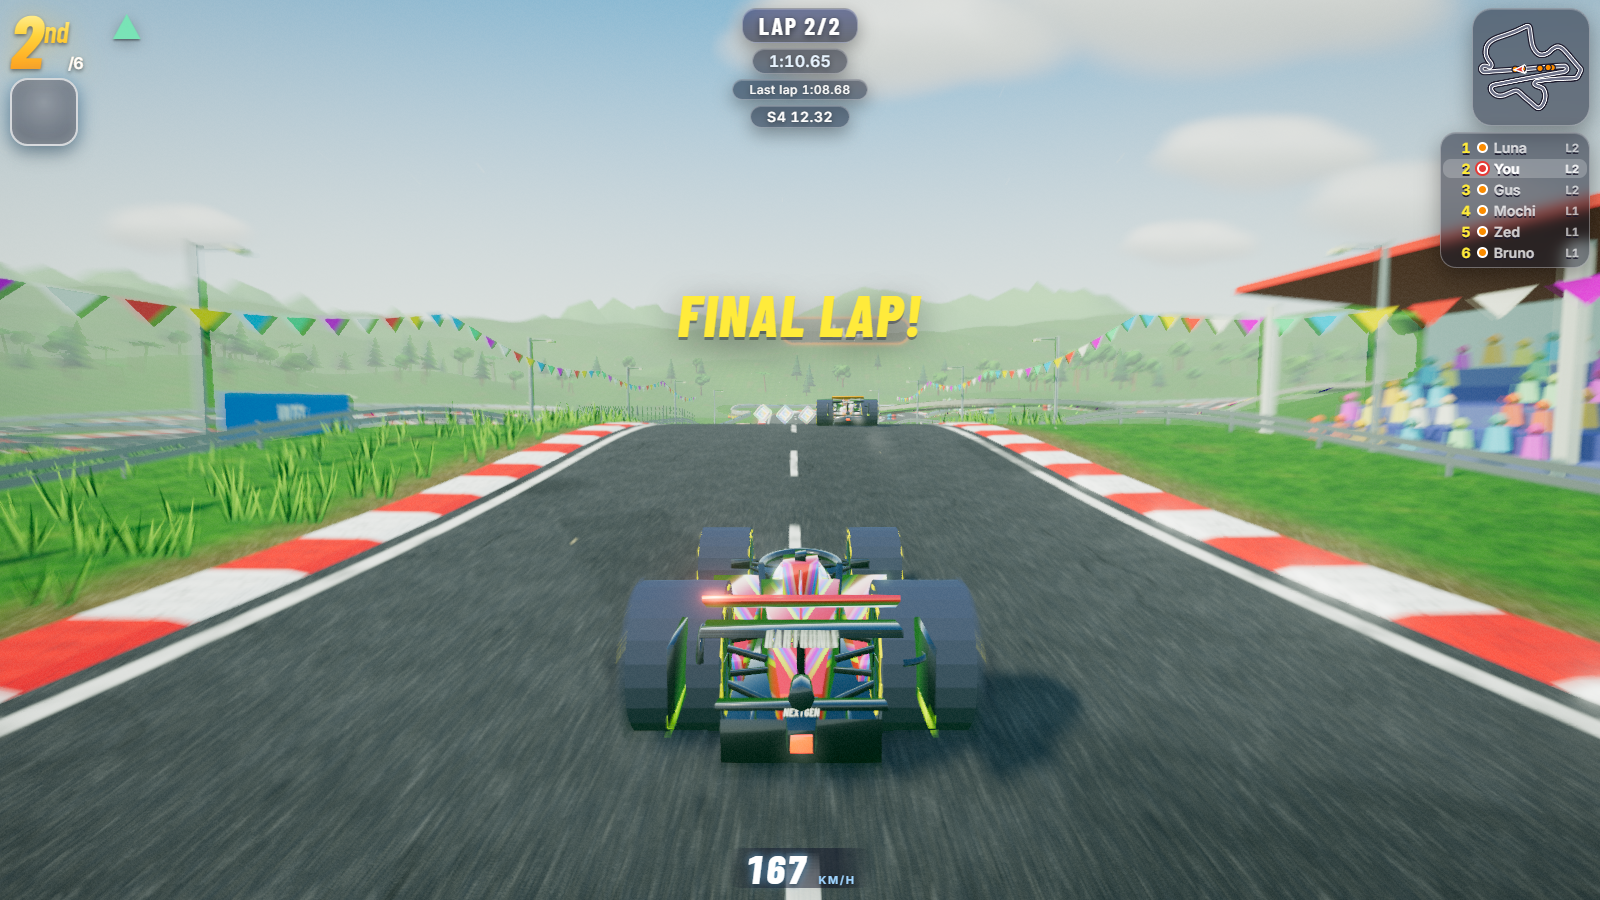 2nd
/6
LAP 2/2
1:10.65
Last lap 1:08.68
S4 12.32
1 Luna L2
2 You L2
3 Gus L2
4 Mochi L1
5 Zed L1
6 Bruno L1
FINAL LAP!
NEXTGEN
167 KM/H